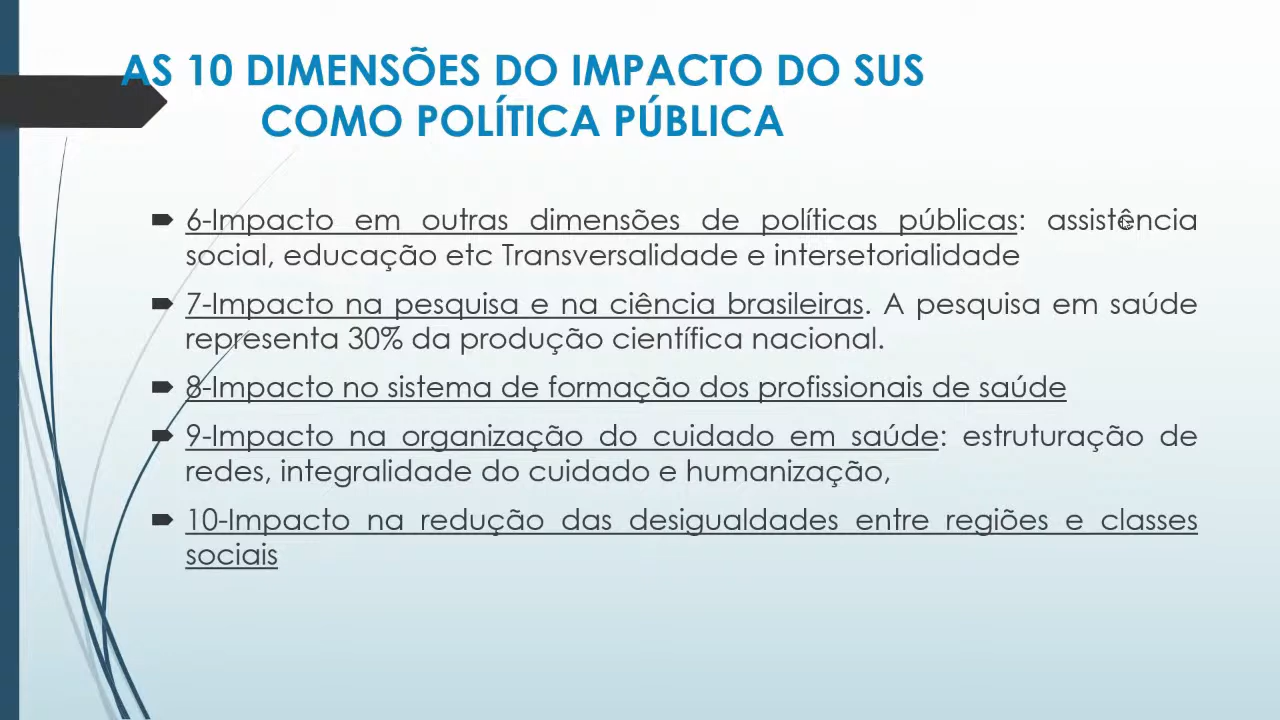 AS 10 DIMENSÕES DO IMPACTO DO SUS
COMO POLÍTICA PÚBLICA
6-Impacto em outras dimensões de políticas públicas: assistência
social, educação etc Transversalidade e intersetorialidade
7-Impacto na pesquisa e na ciência brasileiras. A pesquisa em saúde
representa 30% da produção científica nacional.
8-Impacto no sistema de formação dos profissionais de saúde
9-Impacto na organização do cuidado em saúde: estruturação de
redes, integralidade do cuidado e humanização,
10-Impacto na redução das desigualdades entre regiões e classes
sociais